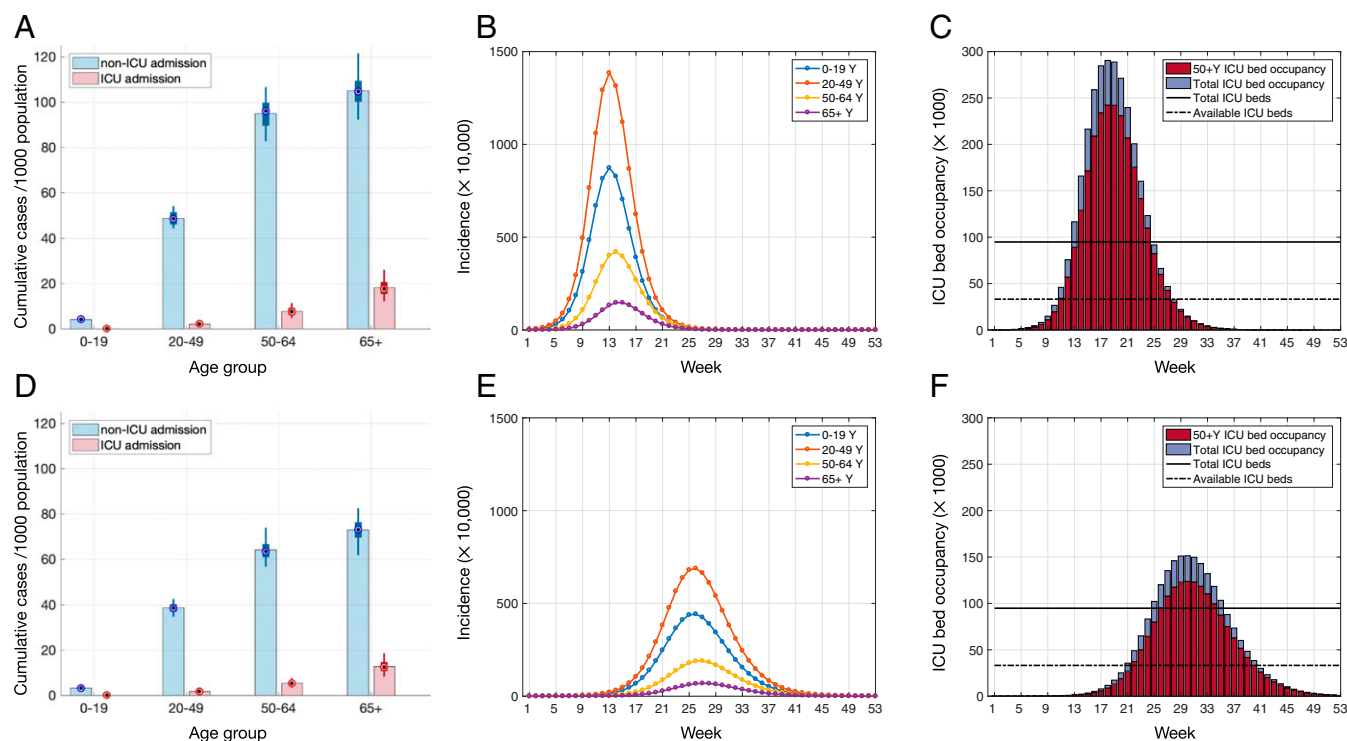 A
Cumulative cases /1000 population
120
100
80
60
40
20
0
non-ICU admission
ICU admission
0-19
20-49
50-64
65+
Age group
B
Incidence (× 10,000)
1500
1000
500
0
0-19 Y
20-49 Y
50-64 Y
65+ Y
1 5 9 13 17 21 25 29 33 37 41 45 49 53
Week
C
ICU bed occupancy (× 1000)
300
250
200
150
100
50
0
50+Y ICU bed occupancy
Total ICU bed occupancy
Total ICU beds
Available ICU beds
1 5 9 13 17 21 25 29 33 37 41 45 49 53
Week
D
Cumulative cases /1000 population
120
100
80
60
40
20
0
non-ICU admission
ICU admission
0-19
20-49
50-64
65+
Age group
E
Incidence (× 10,000)
1500
1000
500
0
0-19 Y
20-49 Y
50-64 Y
65+ Y
1 5 9 13 17 21 25 29 33 37 41 45 49 53
Week
F
ICU bed occupancy (× 1000)
300
250
200
150
100
50
0
50+Y ICU bed occupancy
Total ICU bed occupancy
Total ICU beds
Available ICU beds
1 5 9 13 17 21 25 29 33 37 41 45 49 53
Week